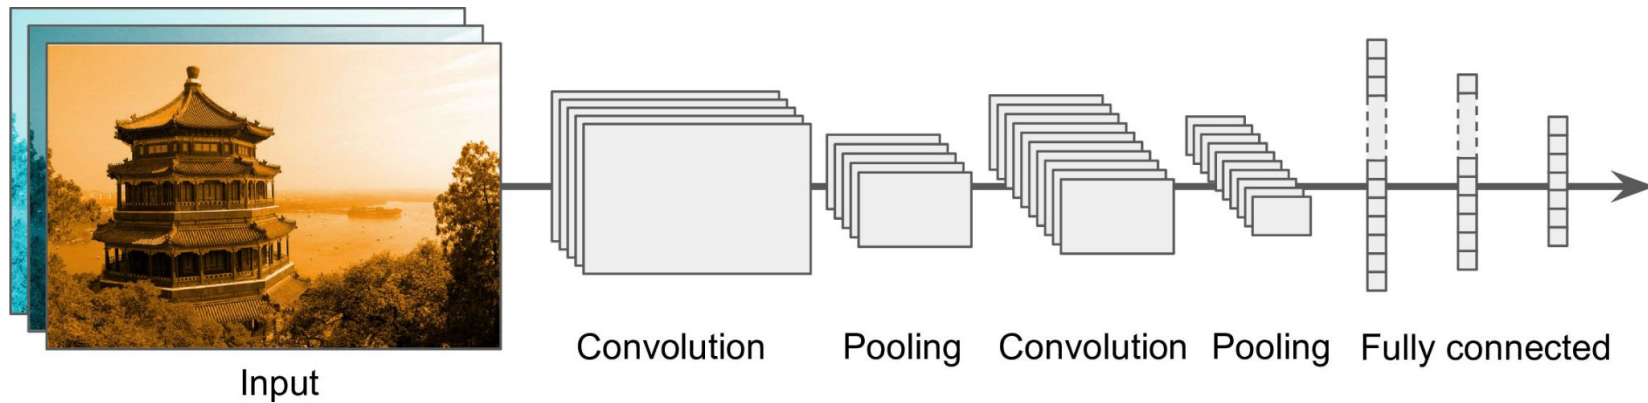 Input
Convolution
Pooling
Convolution
Pooling
Fully connected